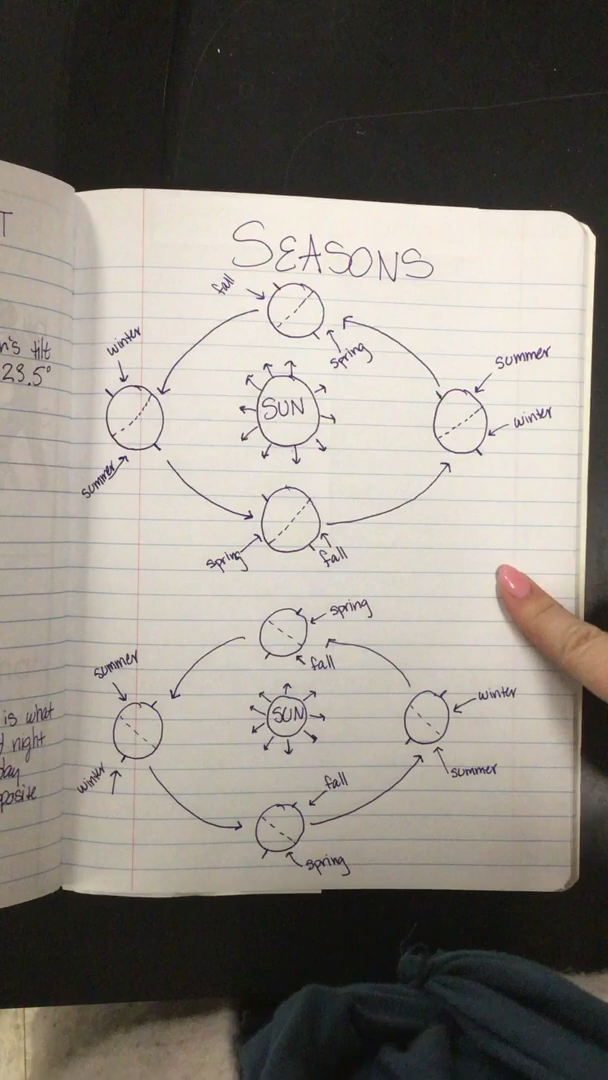 T
SEASONS
fall
n's tilt
winter
spring
summer
23.5°
SUN
winter
summer
spring
fall
spring
summer
fall
is what
winter
SUN
night
day
summer
posite
winter
fall
spring